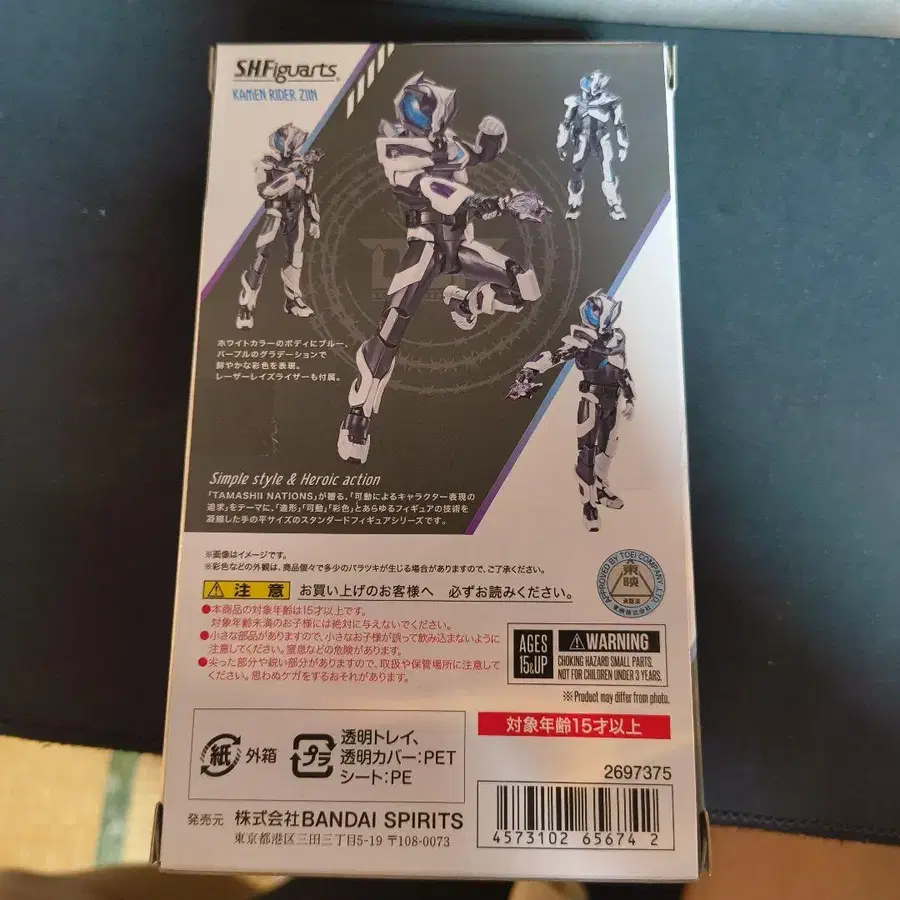 S.H.Figuarts
KAMEN RIDER ZIIN
ホワイトカラーのボディにブルー、
パープルのグラデーションで
鮮やかな彩色を表現。
レーザーレイズライザーも付属。
Simple style & Heroic action
「TAMASHII NATIONS」が贈る、「可動によるキャラクター表現の
追求」をテーマに、「造形」「可動」「彩色」とあらゆるフィギュアの技術を
凝縮した手の平サイズのスタンダードフィギュアシリーズです。
※画像はイメージです。
※彩色などの外観は、商品個々で多少のバラツキが生じる場合がありますので、ご了承ください。
注意 お買い上げのお客様へ 必ずお読みください。
●本商品の対象年齢は15才以上です。
対象年齢未満のお子様には絶対に与えないでください。
●小さな部品がありますので、小さなお子様が誤って飲み込まないように
注意してください。窒息などの危険があります。
●尖った部分や鋭い部分がありますので、取扱や保管場所に注意して
ください。思わぬケガをするおそれがあります。
APPROVED BY TOEI COMPANY, LTD.
東映
AGES
15&UP
WARNING
CHOKING HAZARD SMALL PARTS.
NOT FOR CHILDREN UNDER 3 YEARS.
※Product may differ from photo.
対象年齢15才以上
紙 外箱
プラ 透明トレイ、
透明カバー:PET
シート:PE
2697375
発売元 株式会社BANDAI SPIRITS
東京都港区三田三丁目5-19 〒108-0073
4573102 65674 2